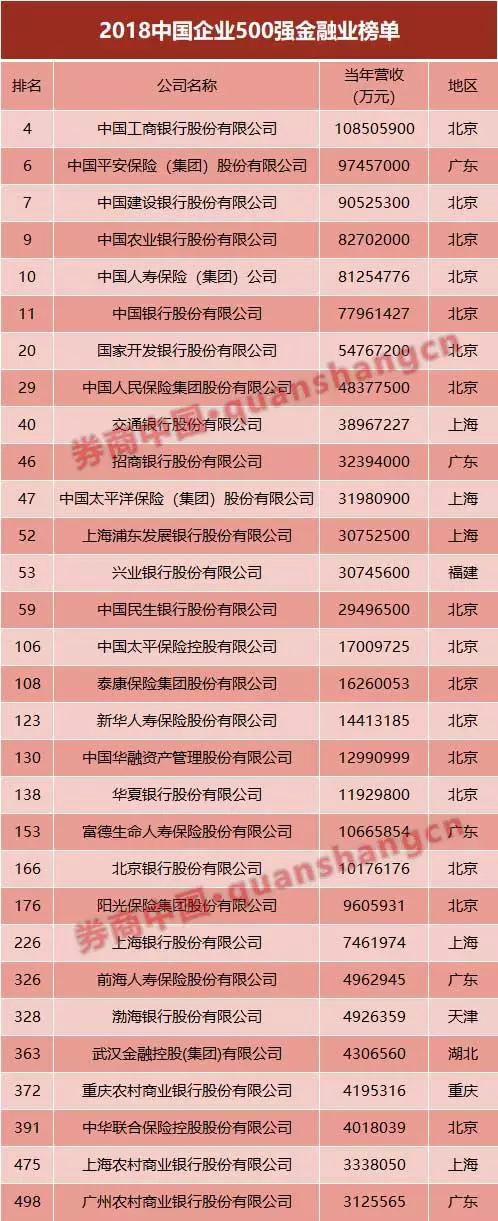 2018中国企业500强金融业榜单
排名 公司名称 当年营收(万元) 地区
4 中国工商银行股份有限公司 108505900 北京
6 中国平安保险（集团）股份有限公司 97457000 广东
7 中国建设银行股份有限公司 90525300 北京
9 中国农业银行股份有限公司 82702000 北京
10 中国人寿保险（集团）公司 81254776 北京
11 中国银行股份有限公司 77961427 北京
20 国家开发银行股份有限公司 54767200 北京
29 中国人民保险集团股份有限公司 48377500 北京
40 交通银行股份有限公司 38967227 上海
46 招商银行股份有限公司 32394000 广东
47 中国太平洋保险（集团）股份有限公司 31980900 上海
52 上海浦东发展银行股份有限公司 30752500 上海
53 兴业银行股份有限公司 30745600 福建
59 中国民生银行股份有限公司 29496500 北京
106 中国太平保险控股有限公司 17009725 北京
108 泰康保险集团股份有限公司 16260053 北京
123 新华人寿保险股份有限公司 14413185 北京
130 中国华融资产管理股份有限公司 12990999 北京
138 华夏银行股份有限公司 11929800 北京
153 富德生命人寿保险股份有限公司 10665854 广东
166 北京银行股份有限公司 10176176 北京
176 阳光保险集团股份有限公司 9605931 北京
226 上海银行股份有限公司 7461974 上海
326 前海人寿保险股份有限公司 4962945 广东
328 渤海银行股份有限公司 4926359 天津
363 武汉金融控股(集团)有限公司 4306560 湖北
372 重庆农村商业银行股份有限公司 4195316 重庆
391 中华联合保险控股股份有限公司 4018039 北京
475 上海农村商业银行股份有限公司 3338050 上海
498 广州农村商业银行股份有限公司 3125565 广东
券商中国·quanshangcn
券商中国·quanshangcn